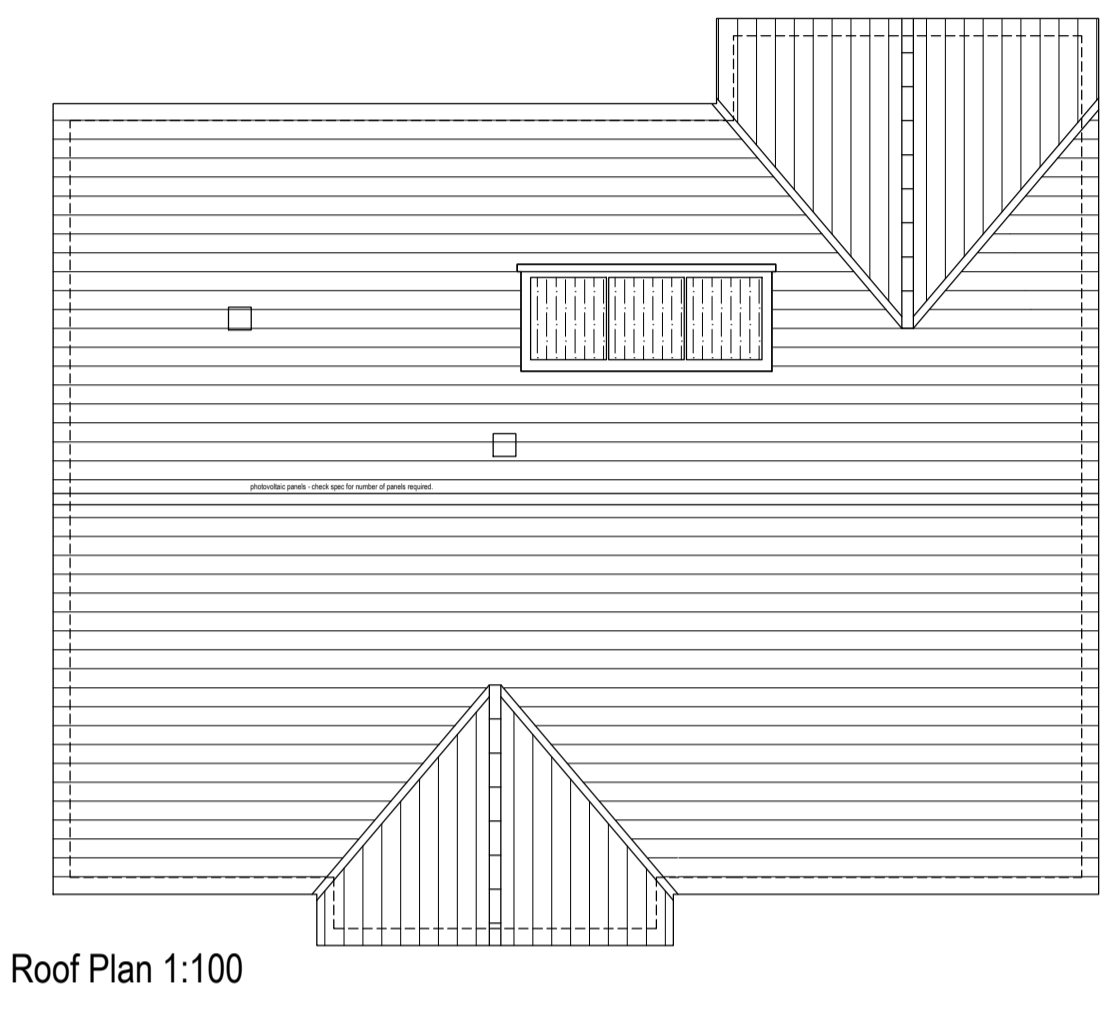 photovoltaic panels - check spec for number of panels required.
Roof Plan 1:100